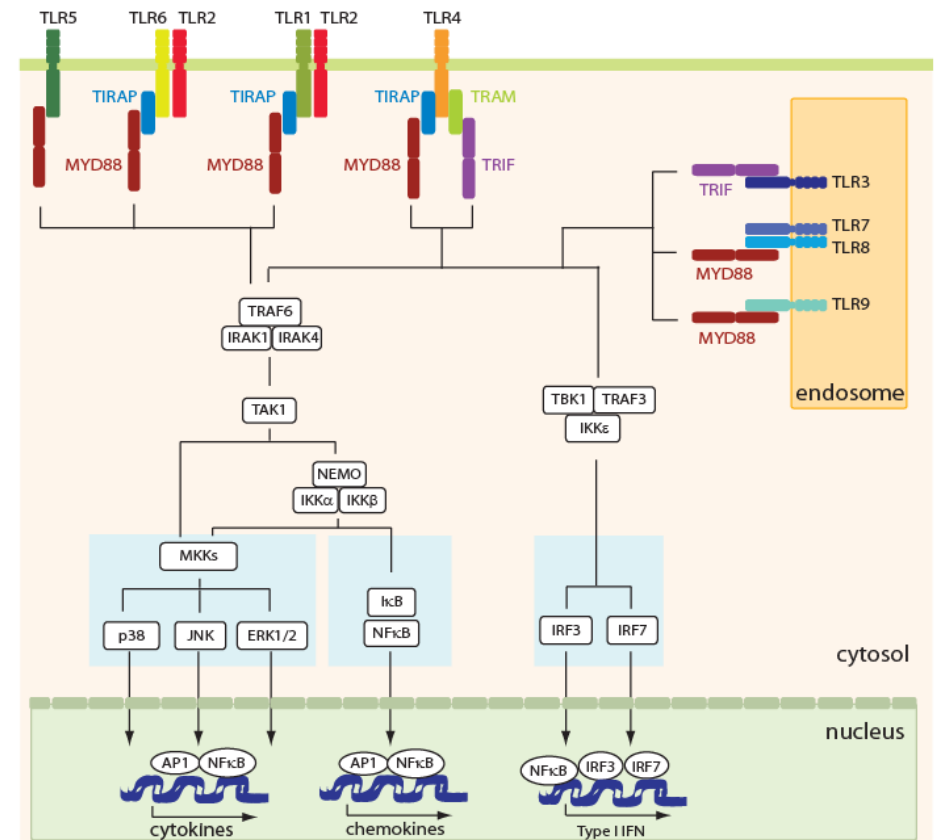 TLR5
TLR6 TLR2
TLR1 TLR2
TLR4
TIRAP
TIRAP
TIRAP
TRAM
MYD88
MYD88
MYD88
TRIF
TRIF
TLR3
TLR7
TLR8
MYD88
TLR9
MYD88
endosome
TRAF6
IRAK1 IRAK4
TBK1 TRAF3
IKKε
TAK1
NEMO
IKKα IKKβ
MKKs
IκB
NFκB
p38 JNK ERK1/2
IRF3 IRF7
cytosol
nucleus
AP1 NFκB
AP1 NFκB
NFκB IRF3 IRF7
cytokines
chemokines
Type I IFN